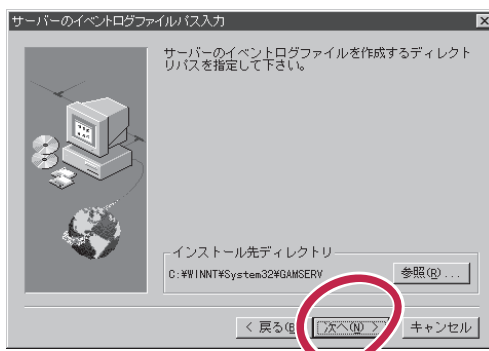 サーバーのイベントログファイルパス入力
サーバーのイベントログファイルを作成するディレクト
リパスを指定して下さい。
インストール先ディレクトリ
C:¥WINNT¥System32¥GAMSERV
参照(R)...
< 戻る(B)
次へ(N) >
キャンセル